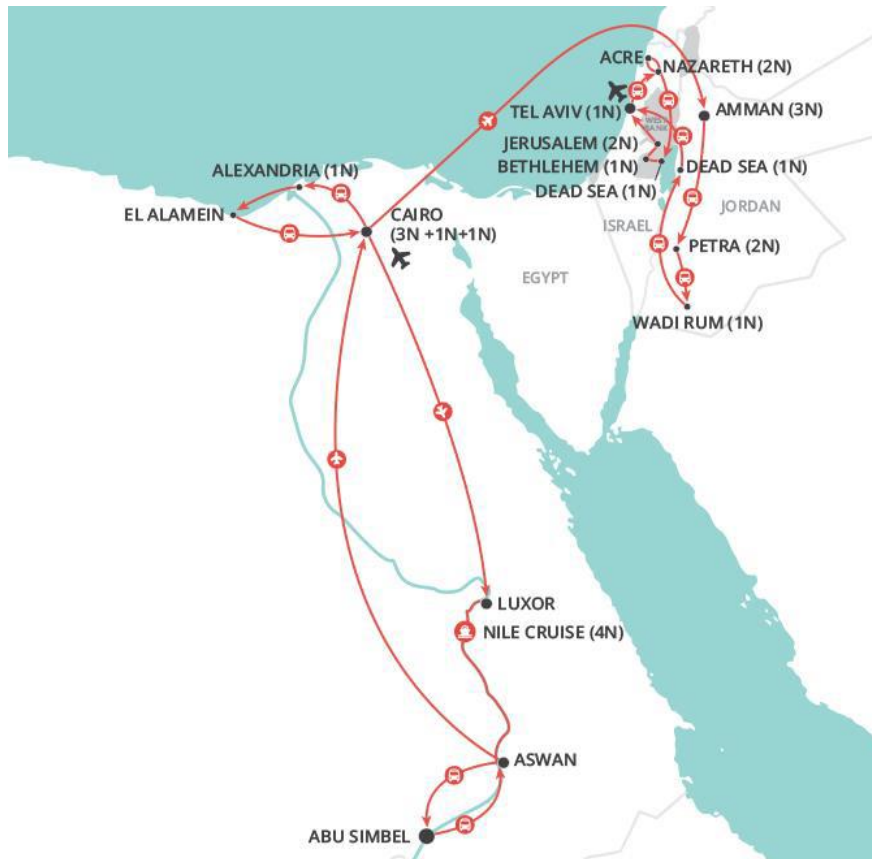 ACRE
NAZARETH (2N)
TEL AVIV (1N)
WEST
BANK
AMMAN (3N)
JERUSALEM (2N)
BETHLEHEM (1N)
DEAD SEA (1N)
DEAD SEA (1N)
ALEXANDRIA (1N)
EL ALAMEIN
CAIRO
(3N +1N+1N)
ISRAEL
JORDAN
PETRA (2N)
EGYPT
WADI RUM (1N)
LUXOR
NILE CRUISE (4N)
ASWAN
ABU SIMBEL